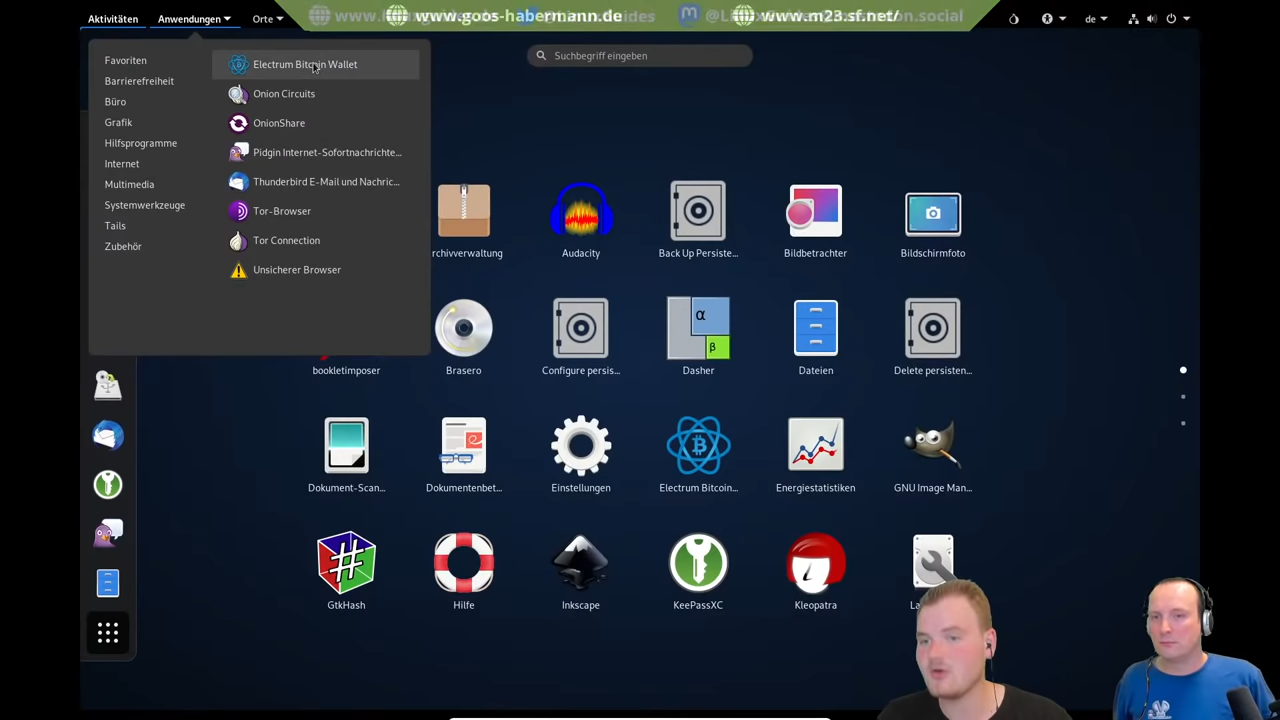 Aktivitäten
Anwendungen
Orte
www.goos-habermann.de
www.m23.sf.net/
de
Favoriten
Barrierefreiheit
Büro
Grafik
Hilfsprogramme
Internet
Multimedia
Systemwerkzeuge
Tails
Zubehör
Electrum Bitcoin Wallet
Onion Circuits
OnionShare
Pidgin Internet-Sofortnachrichte...
Thunderbird E-Mail und Nachric...
Tor-Browser
Tor Connection
Unsicherer Browser
Suchbegriff eingeben
rchivverwaltung
Audacity
Back Up Persiste...
Bildbetrachter
Bildschirmfoto
bookletimposer
Brasero
Configure persis...
Dasher
Dateien
Delete persisten...
Dokument-Scan...
Dokumentenbet...
Einstellungen
Electrum Bitcoin...
Energiestatistiken
GNU Image Man...
GtkHash
Hilfe
Inkscape
KeePassXC
Kleopatra